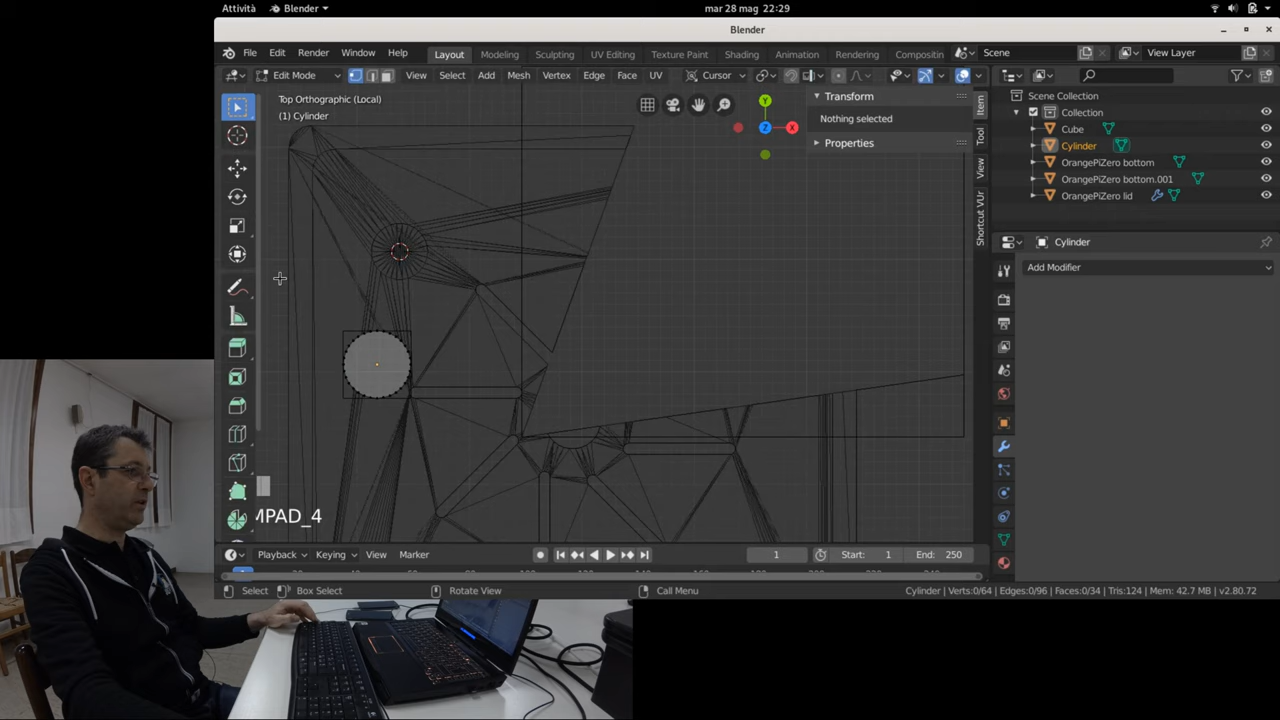 Attività Blender mar 28 mag 22:29
Blender
File Edit Render Window Help Layout Modeling Sculpting UV Editing Texture Paint Shading Animation Rendering Compositin Scene View Layer
Edit Mode View Select Add Mesh Vertex Edge Face UV Cursor
Top Orthographic (Local)
(1) Cylinder
Y
Z
X
Transform
Nothing selected
Properties
Item
Tool
View
Shortcut VUr
Scene Collection
Collection
Cube
Cylinder
OrangePiZero bottom
OrangePiZero bottom.001
OrangePiZero lid
Cylinder
Add Modifier
MPAD_4
Playback Keying View Marker 1 Start: 1 End: 250
Select Box Select Rotate View Call Menu Cylinder | Verts:0/64 | Edges:0/96 | Faces:0/34 | Tris:124 | Mem: 42.7 MB | v2.80.72